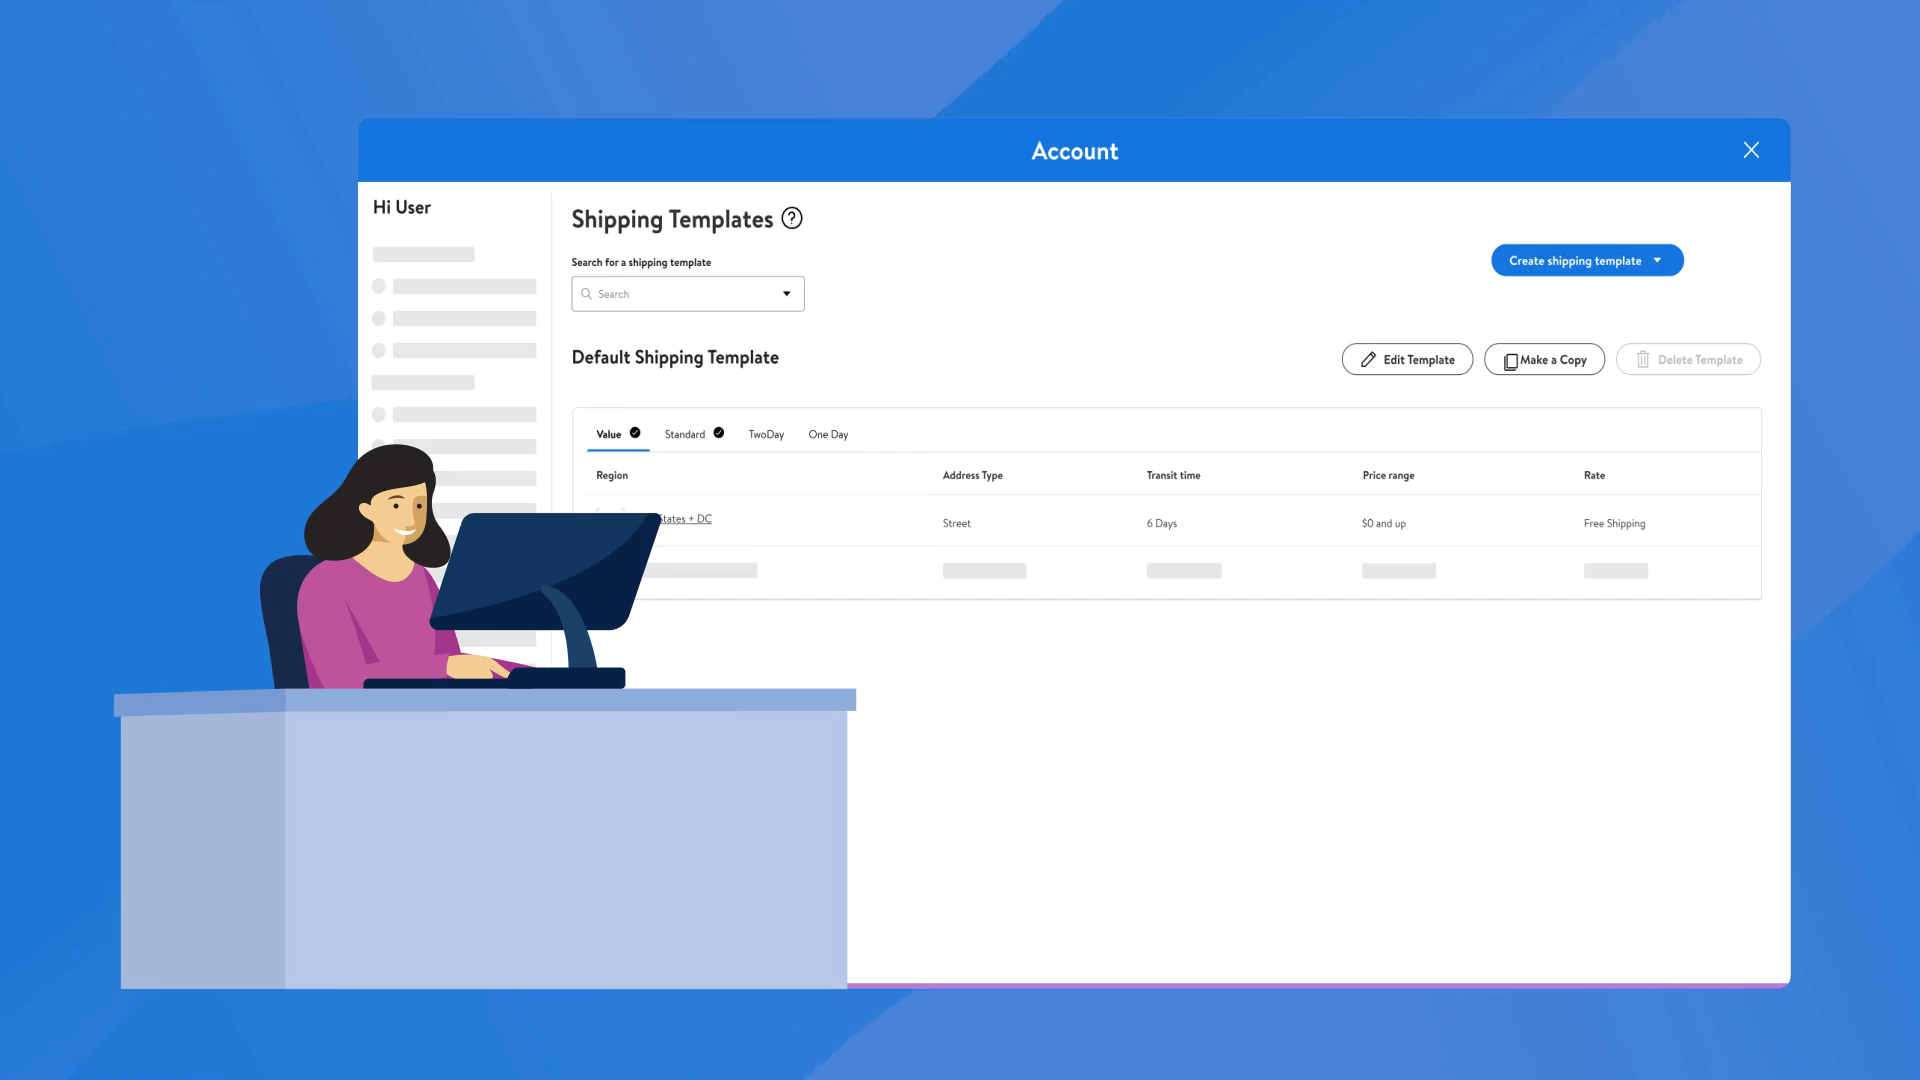 Account
Hi User
Shipping Templates ?
Search for a shipping template
Search
Create shipping template
Default Shipping Template
Edit Template
Make a Copy
Delete Template
Value Standard TwoDay One Day
Region Address Type Transit time Price range Rate
States + DC Street 6 Days $0 and up Free Shipping